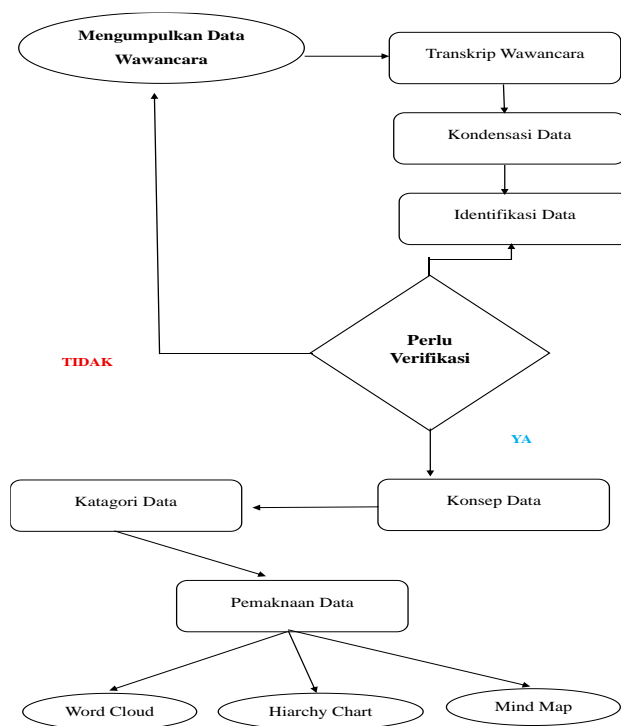 Mengumpulkan Data
Wawancara
Transkrip Wawancara
Kondensasi Data
Identifikasi Data
Perlu
Verifikasi
TIDAK
YA
Katagori Data
Konsep Data
Pemaknaan Data
Word Cloud
Hiarchy Chart
Mind Map